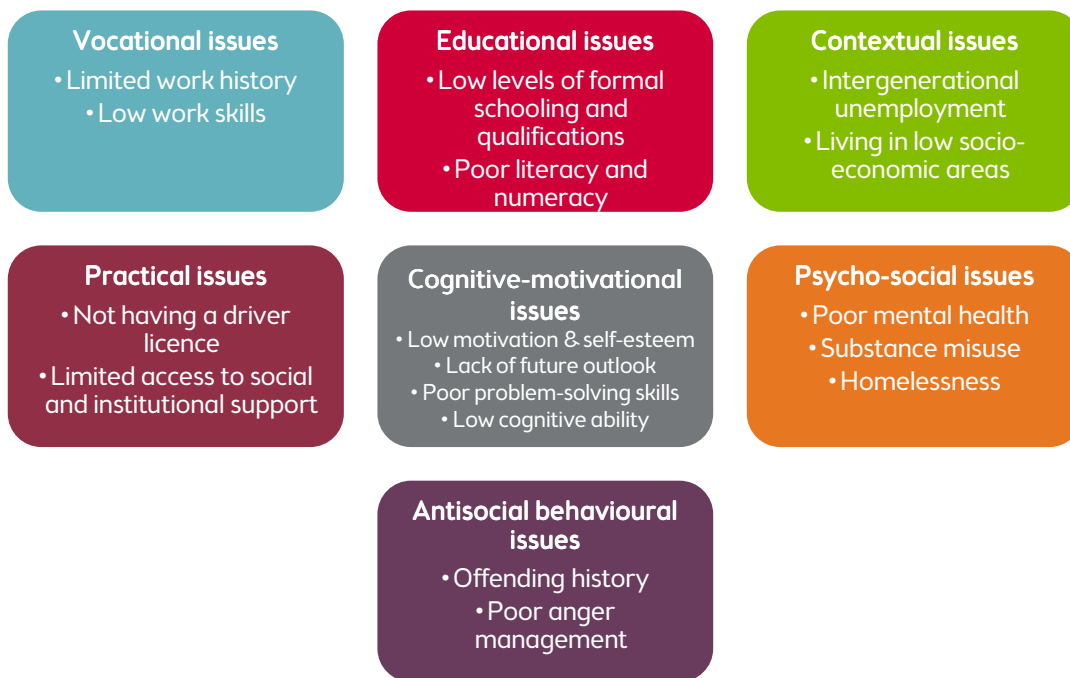 Vocational issues
• Limited work history
• Low work skills
Educational issues
• Low levels of formal
schooling and
qualifications
• Poor literacy and
numeracy
Contextual issues
• Intergenerational
unemployment
• Living in low socio-
economic areas
Practical issues
• Not having a driver
licence
• Limited access to social
and institutional support
Cognitive-motivational
issues
• Low motivation & self-esteem
• Lack of future outlook
• Poor problem-solving skills
• Low cognitive ability
Psycho-social issues
• Poor mental health
• Substance misuse
• Homelessness
Antisocial behavioural
issues
• Offending history
• Poor anger
management